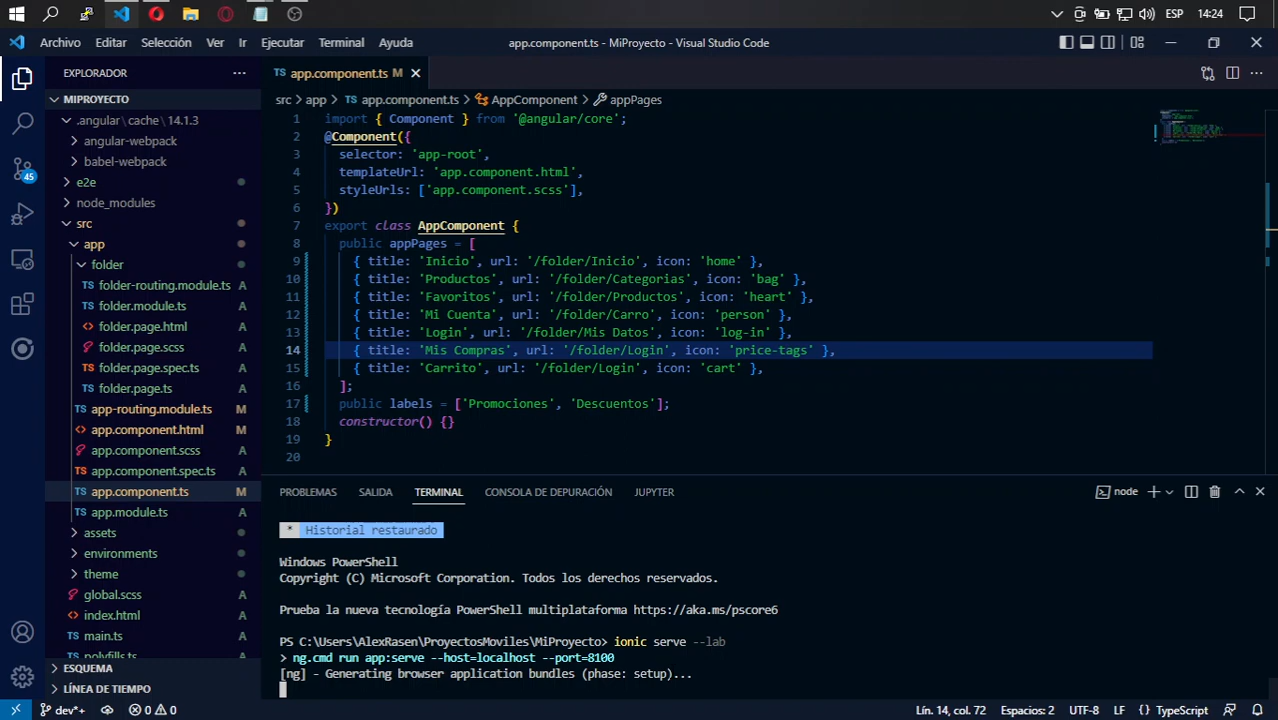 ESP 14:24
Archivo Editar Selección Ver Ir Ejecutar Terminal Ayuda app.component.ts - MiProyecto - Visual Studio Code
EXPLORADOR
MIPROYECTO
.angular \ cache \ 14.1.3
angular-webpack
babel-webpack
e2e
node_modules
src
app
folder
folder-routing.module.ts A
folder.module.ts A
folder.page.html A
folder.page.scss A
folder.page.spec.ts A
folder.page.ts A
app-routing.module.ts M
app.component.html M
app.component.scss A
app.component.spec.ts A
app.component.ts M
app.module.ts A
assets
environments
theme
global.scss A
index.html A
main.ts A
polyfills.ts A
ESQUEMA
LÍNEA DE TIEMPO
45
TS app.component.ts M
src > app > TS app.component.ts > AppComponent > appPages
1 import { Component } from '@angular/core';
2 @Component({
3 selector: 'app-root',
4 templateUrl: 'app.component.html',
5 styleUrls: ['app.component.scss'],
6 })
7 export class AppComponent {
8 public appPages = [
9 { title: 'Inicio', url: '/folder/Inicio', icon: 'home' },
10 { title: 'Productos', url: '/folder/Categorias', icon: 'bag' },
11 { title: 'Favoritos', url: '/folder/Productos', icon: 'heart' },
12 { title: 'Mi Cuenta', url: '/folder/Carro', icon: 'person' },
13 { title: 'Login', url: '/folder/Mis Datos', icon: 'log-in' },
14 { title: 'Mis Compras', url: '/folder/Login', icon: 'price-tags' },
15 { title: 'Carrito', url: '/folder/Login', icon: 'cart' },
16 ];
17 public labels = ['Promociones', 'Descuentos'];
18 constructor() {}
19 }
20
PROBLEMAS SALIDA TERMINAL CONSOLA DE DEPURACIÓN JUPYTER node
* Historial restaurado
Windows PowerShell
Copyright (C) Microsoft Corporation. Todos los derechos reservados.
Prueba la nueva tecnología PowerShell multiplataforma https://aka.ms/pscore6
PS C:\Users\AlexRasen\ProyectosMoviles\MiProyecto> ionic serve --lab
> ng.cmd run app:serve --host=localhost --port=8100
[ng] - Generating browser application bundles (phase: setup)...
dev*+ 0 0 Lín. 14, col. 72 Espacios: 2 UTF-8 LF { } TypeScript